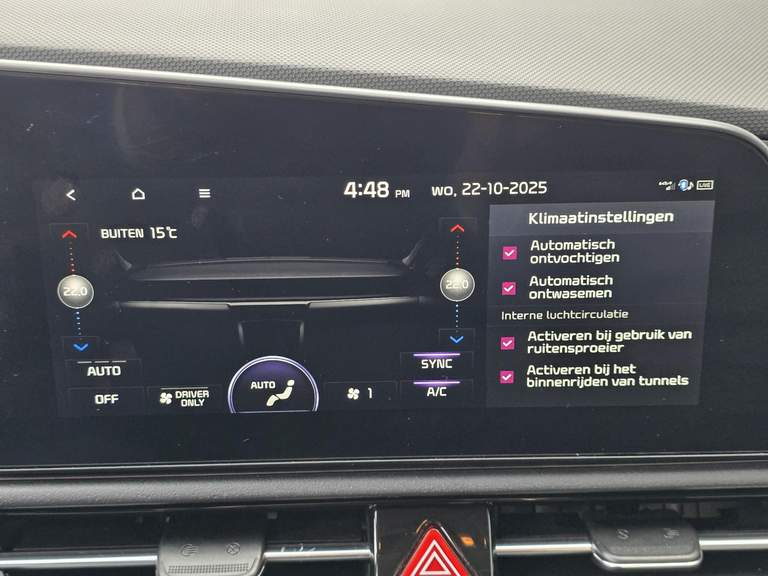 4:48 PM WO, 22-10-2025 LIVE
BUITEN 15°C
22.0
22.0
AUTO
OFF
DRIVER
ONLY
AUTO
1
SYNC
A/C
Klimaatinstellingen
Automatisch
ontvochtigen
Automatisch
ontwasemen
Interne luchtcirculatie
Activeren bij gebruik van
ruitensproeier
Activeren bij het
binnenrijden van tunnels